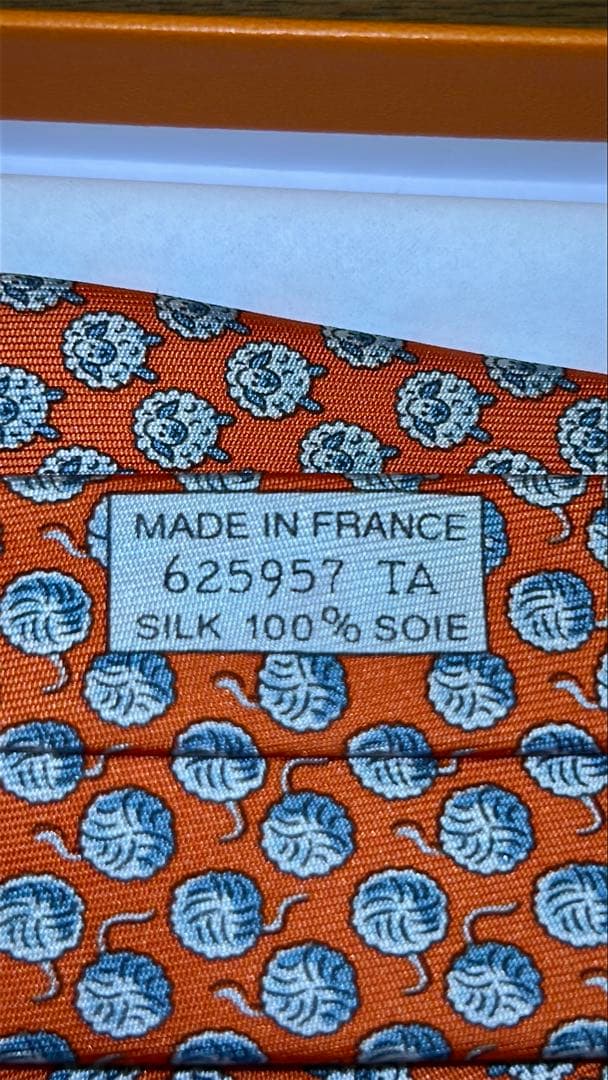 MADE IN FRANCE
625957 TA
SILK 100% SOIE